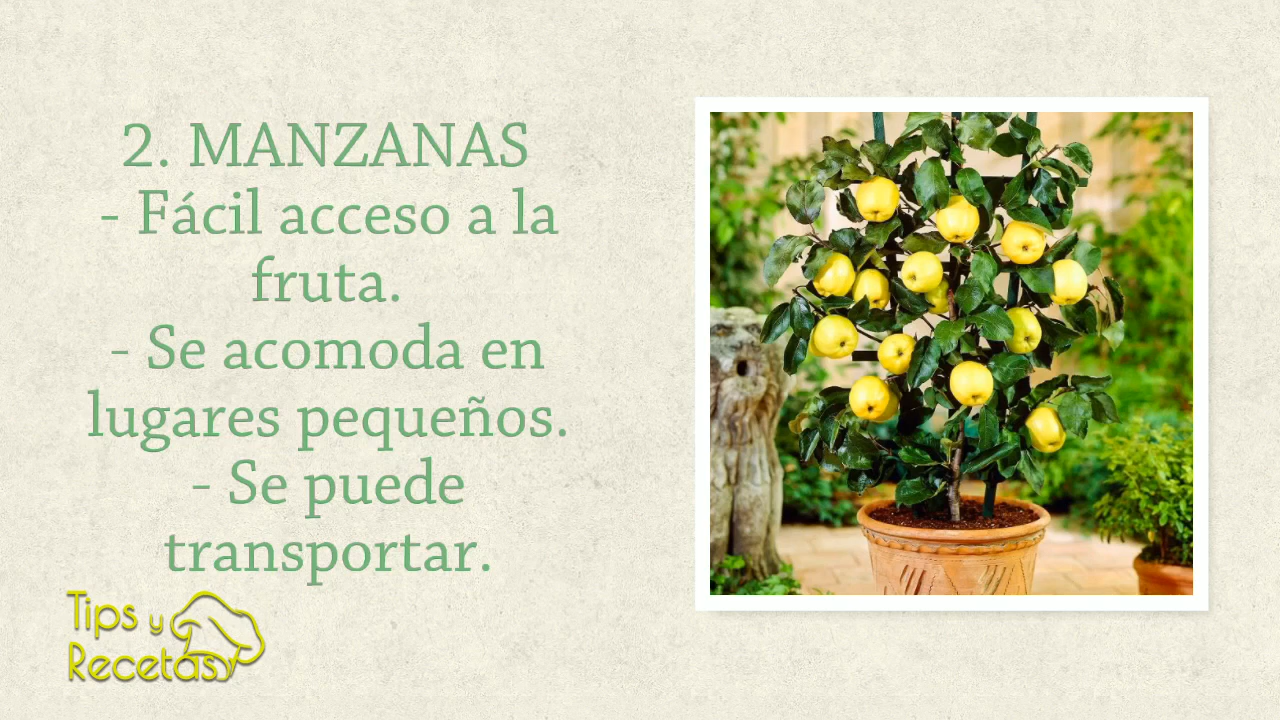 2. MANZANAS
- Fácil acceso a la
fruta.
- Se acomoda en
lugares pequeños.
- Se puede
transportar.
Tips y
Recetas